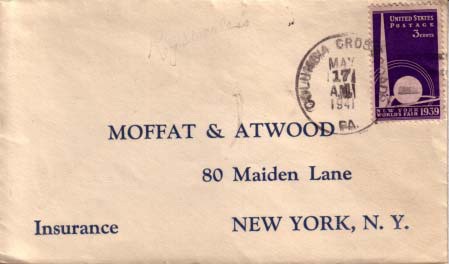 UNITED STATES
POSTAGE
3 CENTS
NEW YORK
WORLD'S FAIR 1939
COLUMBIA CROSS
MAY
17
AM
1941
PA.
MOFFAT & ATWOOD
80 Maiden Lane
Insurance
NEW YORK, N. Y.